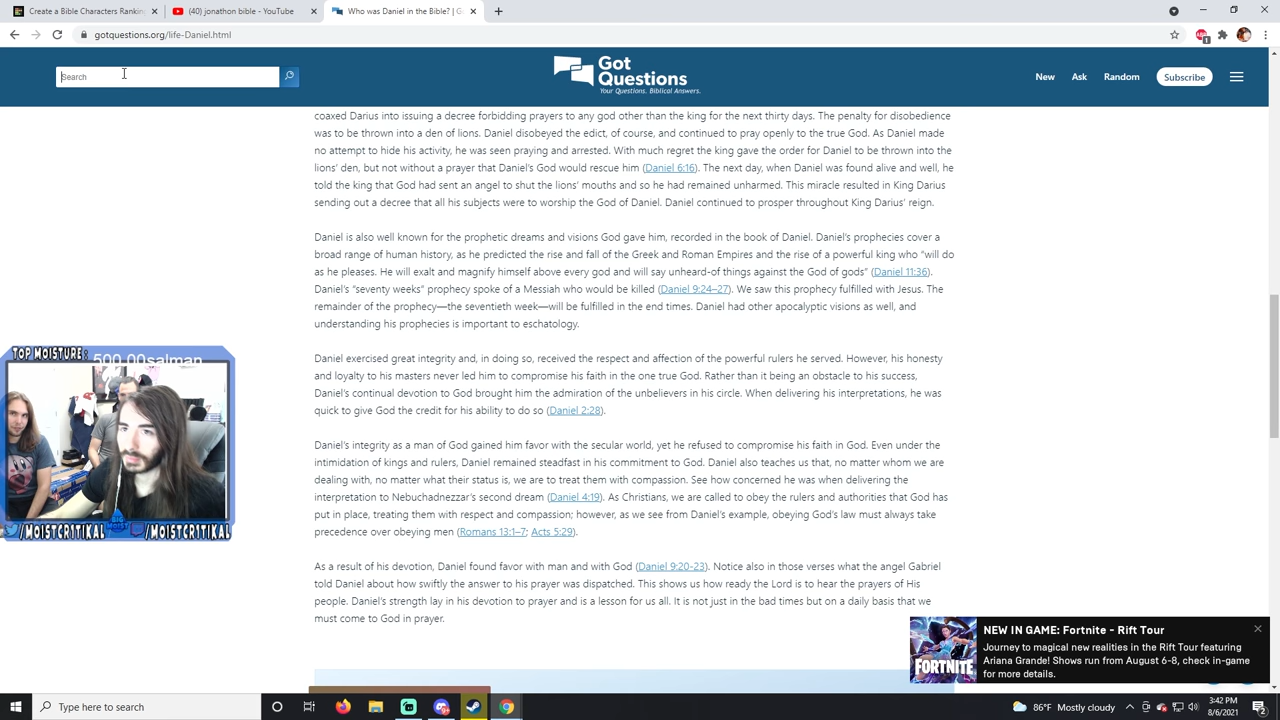 Create a Bible Characters Ranking
(40) jonathon bible - YouTube
Who was Daniel in the Bible? | G
gotquestions.org/life-Daniel.html
Search
Got
Questions
Your Questions. Biblical Answers.
New
Ask
Random
Subscribe
coaxed Darius into issuing a decree forbidding prayers to any god other than the king for the next thirty days. The penalty for disobedience
was to be thrown into a den of lions. Daniel disobeyed the edict, of course, and continued to pray openly to the true God. As Daniel made
no attempt to hide his activity, he was seen praying and arrested. With much regret the king gave the order for Daniel to be thrown into the
lions’ den, but not without a prayer that Daniel’s God would rescue him (Daniel 6:16). The next day, when Daniel was found alive and well, he
told the king that God had sent an angel to shut the lions’ mouths and so he had remained unharmed. This miracle resulted in King Darius
sending out a decree that all his subjects were to worship the God of Daniel. Daniel continued to prosper throughout King Darius’ reign.
Daniel is also well known for the prophetic dreams and visions God gave him, recorded in the book of Daniel. Daniel’s prophecies cover a
broad range of human history, as he predicted the rise and fall of the Greek and Roman Empires and the rise of a powerful king who “will do
as he pleases. He will exalt and magnify himself above every god and will say unheard-of things against the God of gods” (Daniel 11:36).
Daniel’s “seventy weeks” prophecy spoke of a Messiah who would be killed (Daniel 9:24–27). We saw this prophecy fulfilled with Jesus. The
remainder of the prophecy—the seventieth week—will be fulfilled in the end times. Daniel had other apocalyptic visions as well, and
understanding his prophecies is important to eschatology.
Daniel exercised great integrity and, in doing so, received the respect and affection of the powerful rulers he served. However, his honesty
and loyalty to his masters never led him to compromise his faith in the one true God. Rather than it being an obstacle to his success,
Daniel’s continual devotion to God brought him the admiration of the unbelievers in his circle. When delivering his interpretations, he was
quick to give God the credit for his ability to do so (Daniel 2:28).
Daniel’s integrity as a man of God gained him favor with the secular world, yet he refused to compromise his faith in God. Even under the
intimidation of kings and rulers, Daniel remained steadfast in his commitment to God. Daniel also teaches us that, no matter whom we are
dealing with, no matter what their status is, we are to treat them with compassion. See how concerned he was when delivering the
interpretation to Nebuchadnezzar’s second dream (Daniel 4:19). As Christians, we are called to obey the rulers and authorities that God has
put in place, treating them with respect and compassion; however, as we see from Daniel’s example, obeying God’s law must always take
precedence over obeying men (Romans 13:1–7; Acts 5:29).
As a result of his devotion, Daniel found favor with man and with God (Daniel 9:20-23). Notice also in those verses what the angel Gabriel
told Daniel about how swiftly the answer to his prayer was dispatched. This shows us how ready the Lord is to hear the prayers of His
people. Daniel’s strength lay in his devotion to prayer and is a lesson for us all. It is not just in the bad times but on a daily basis that we
must come to God in prayer.
TOP MOISTURE: 500.00salman
BIG
MOIST
/MOISTCR1TIKAL
/MOISTCR1TIKAL
NEW IN GAME: Fortnite - Rift Tour
Journey to magical new realities in the Rift Tour featuring
Ariana Grande! Shows run from August 6-8, check in-game
for more details.
FORTNITE
Type here to search
86°F Mostly cloudy
3:42 PM
8/6/2021
2